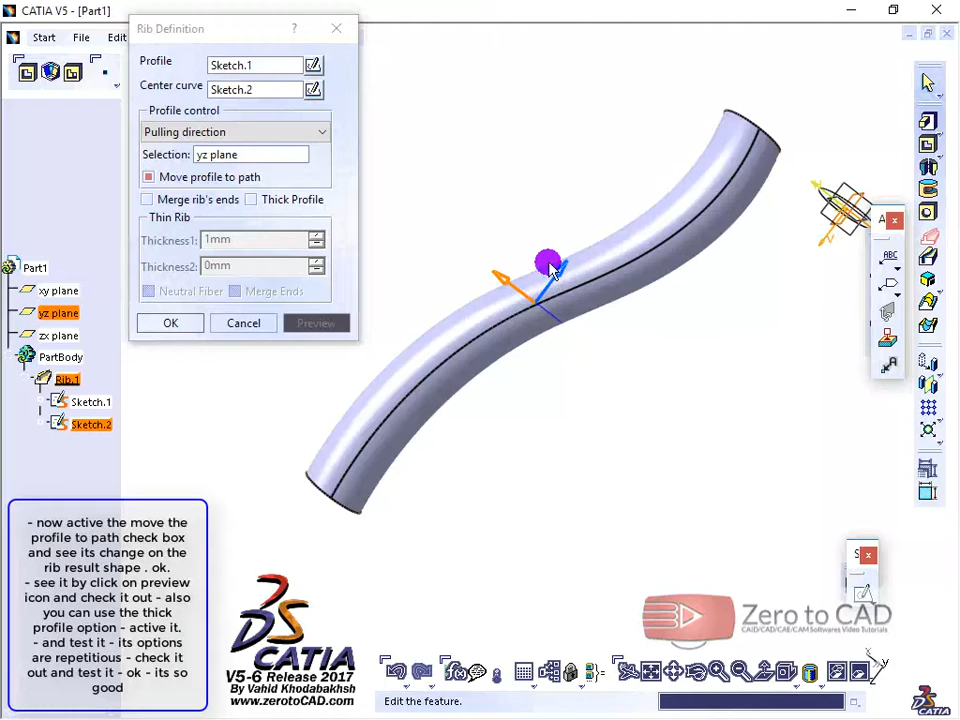 CATIA V5 - [Part1]
Start File Edit
Rib Definition ?
Profile Sketch.1
Center curve Sketch.2
Profile control
Pulling direction
Selection: yz plane
Move profile to path
Merge rib's ends Thick Profile
Thin Rib
Thickness1: 1mm
Thickness2: 0mm
Neutral Fiber Merge Ends
OK Cancel Preview
Part1
xy plane
yz plane
zx plane
PartBody
Rib.1
Sketch.1
Sketch.2
A
ABC
S
- now active the move the
profile to path check box
and see its change on the
rib result shape . ok.
- see it by click on preview
icon and check it out - also
you can use the thick
profile option - active it.
- and test it - its options
are repetitious - check it
out and test it - ok - its so
good
CATIA
V5-6 Release 2017
By Vahid Khodabakhsh
www.zerotoCAD.com
Zero to CAD
CAID/CAD/CAE/CAM Softwares Video Tutorials
Edit the feature.